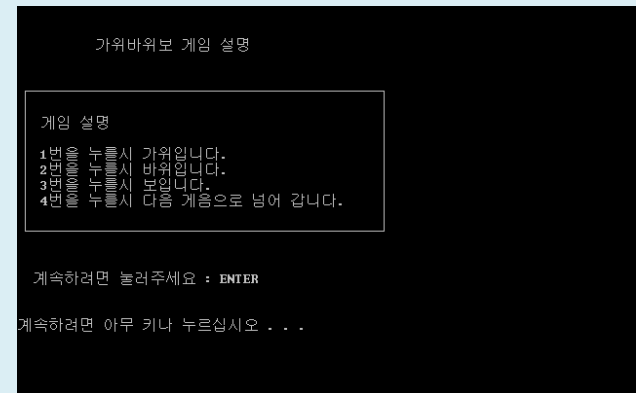 가위바위보 게임 설명
게임 설명
1번을 누를시 가위입니다.
2번을 누를시 바위입니다.
3번을 누를시 보입니다.
4번을 누를시 다음 게음으로 넘어 갑니다.
계속하려면 눌러주세요 : ENTER
계속하려면 아무 키나 누르십시오 . . .